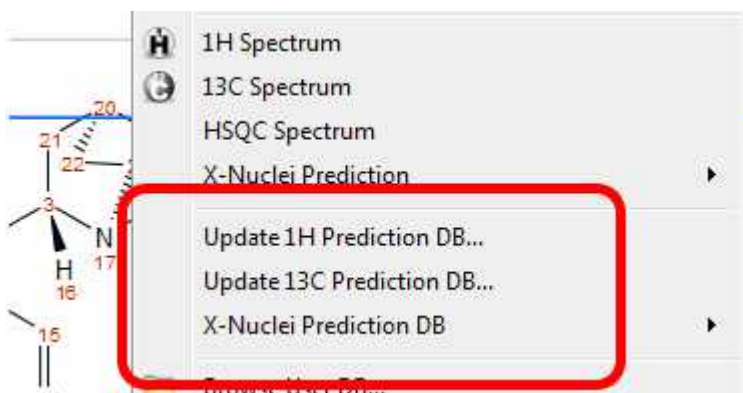 1H Spectrum
13C Spectrum
HSQC Spectrum
X-Nuclei Prediction
Update 1H Prediction DB...
Update 13C Prediction DB...
X-Nuclei Prediction DB
20
21
22
3
N
17
H
16
15